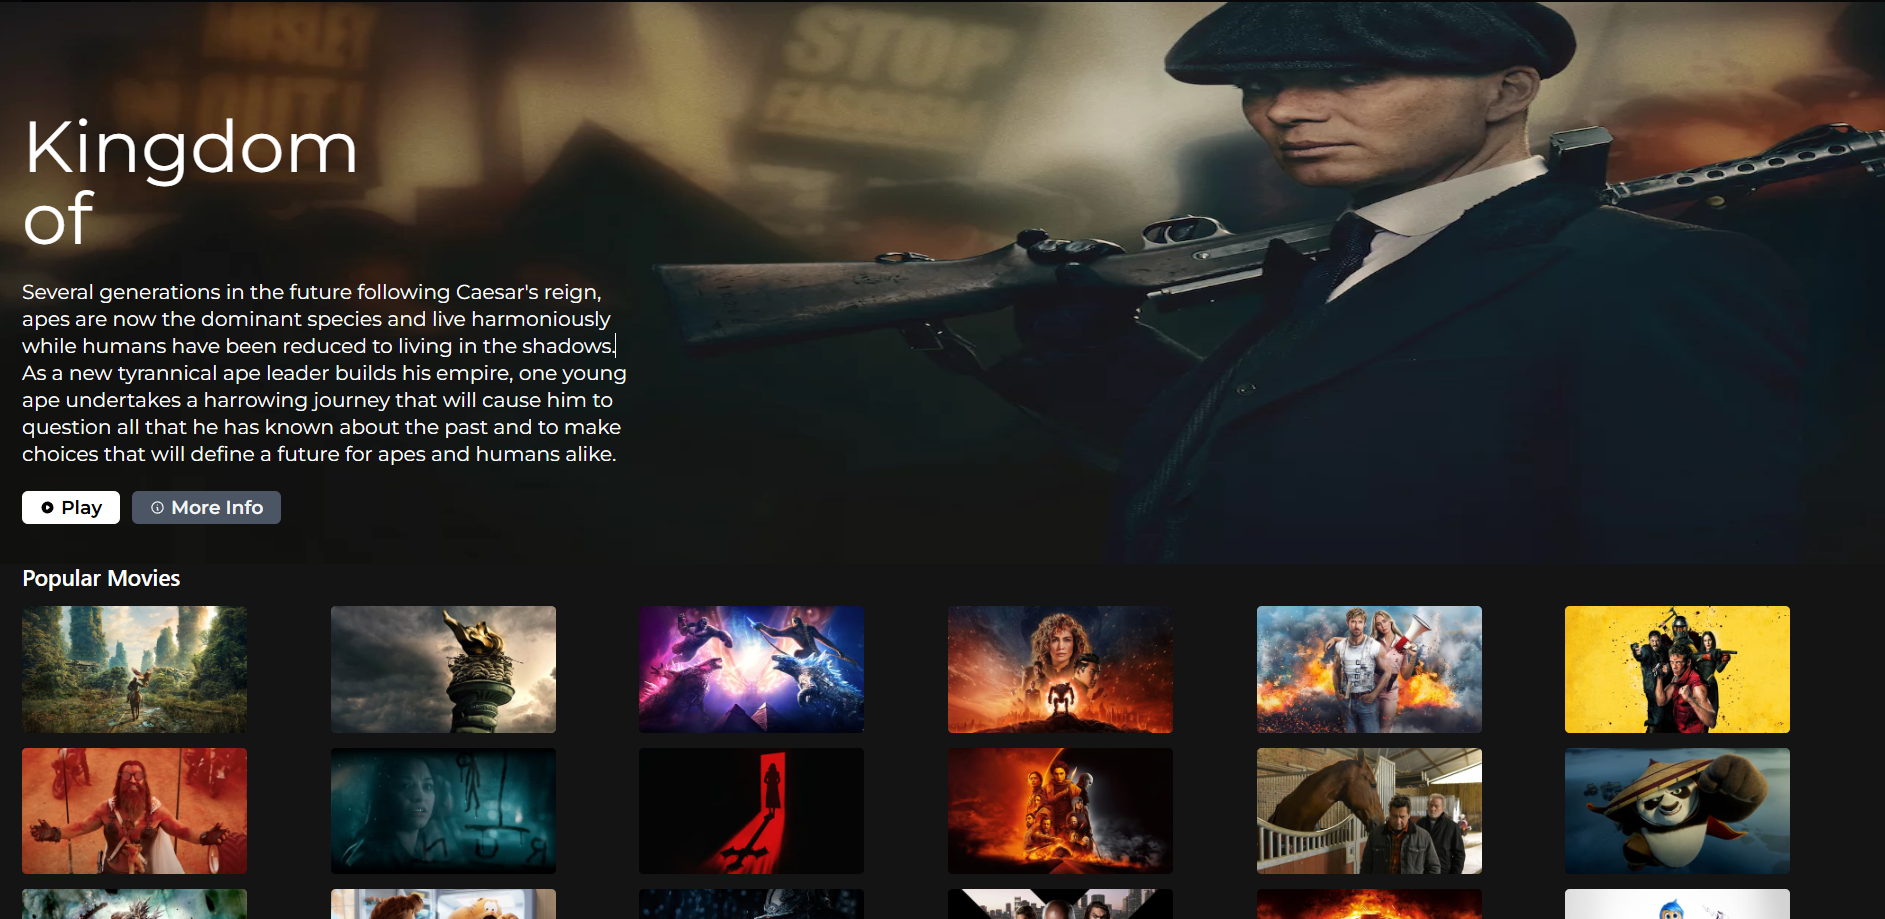 STOP
FASCISM
Kingdom
of
Several generations in the future following Caesar's reign,
apes are now the dominant species and live harmoniously
while humans have been reduced to living in the shadows.
As a new tyrannical ape leader builds his empire, one young
ape undertakes a harrowing journey that will cause him to
question all that he has known about the past and to make
choices that will define a future for apes and humans alike.
Play More Info
Popular Movies